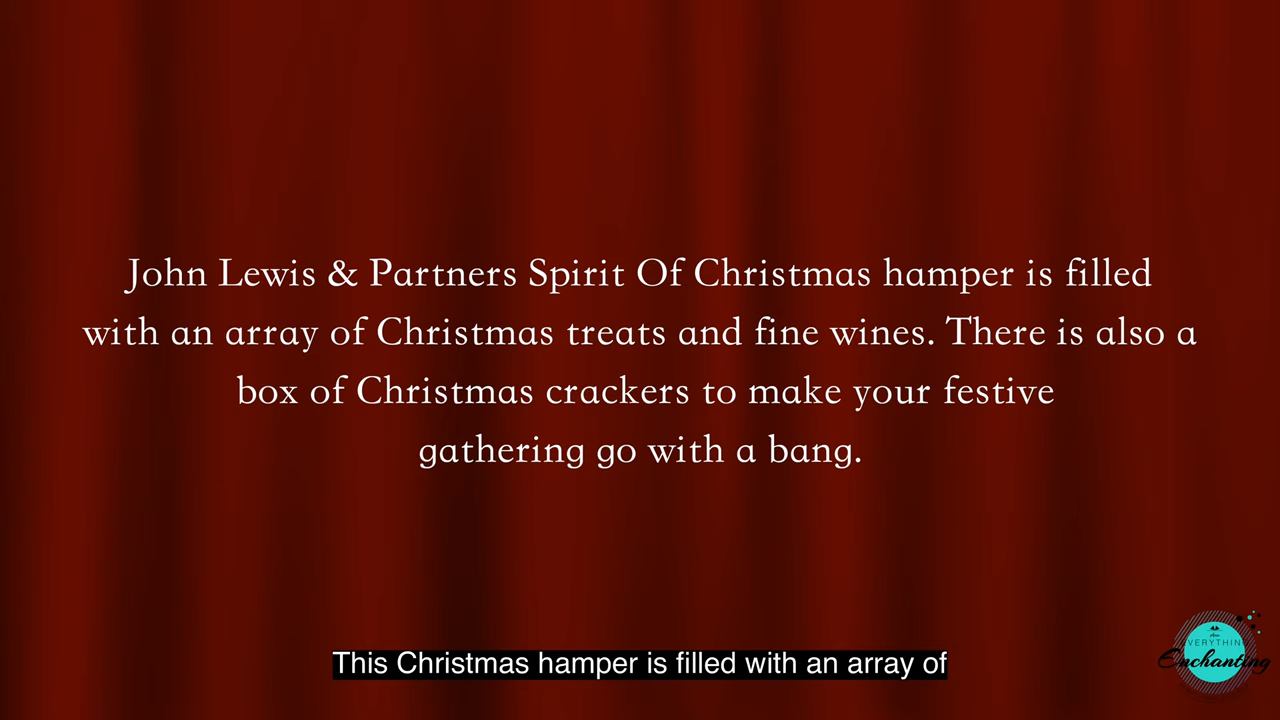 John Lewis & Partners Spirit Of Christmas hamper is filled
with an array of Christmas treats and fine wines. There is also a
box of Christmas crackers to make your festive
gathering go with a bang.
This Christmas hamper is filled with an array of
Enchanting